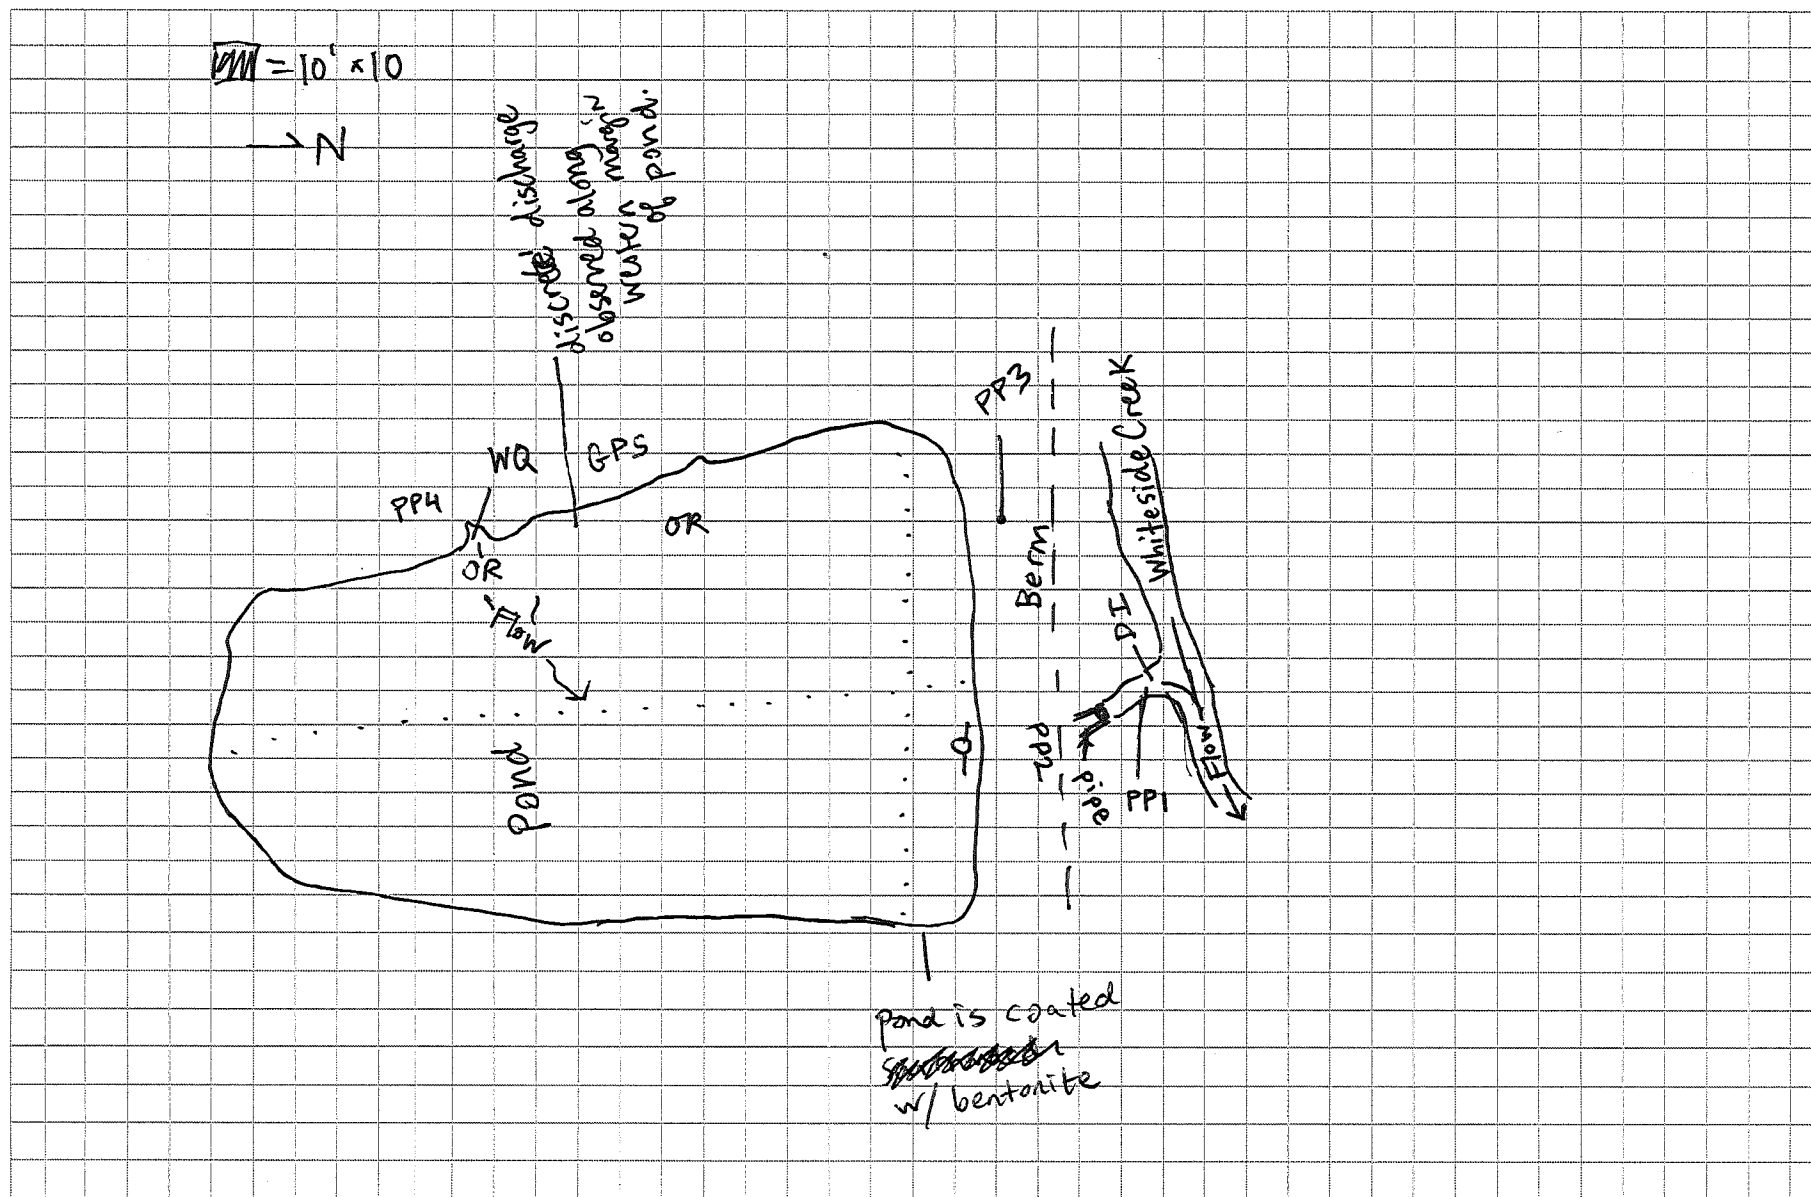 = 10' x 10
N
discrete discharge
observed along
western margin
of pond.
PP3
Whiteside Creek
WQ
GPS
PP4
OR
OR
Berm
Flow
DI
Pond
Q
PP2
pipe
PP1
Flow
pond is coated
w/ bentonite